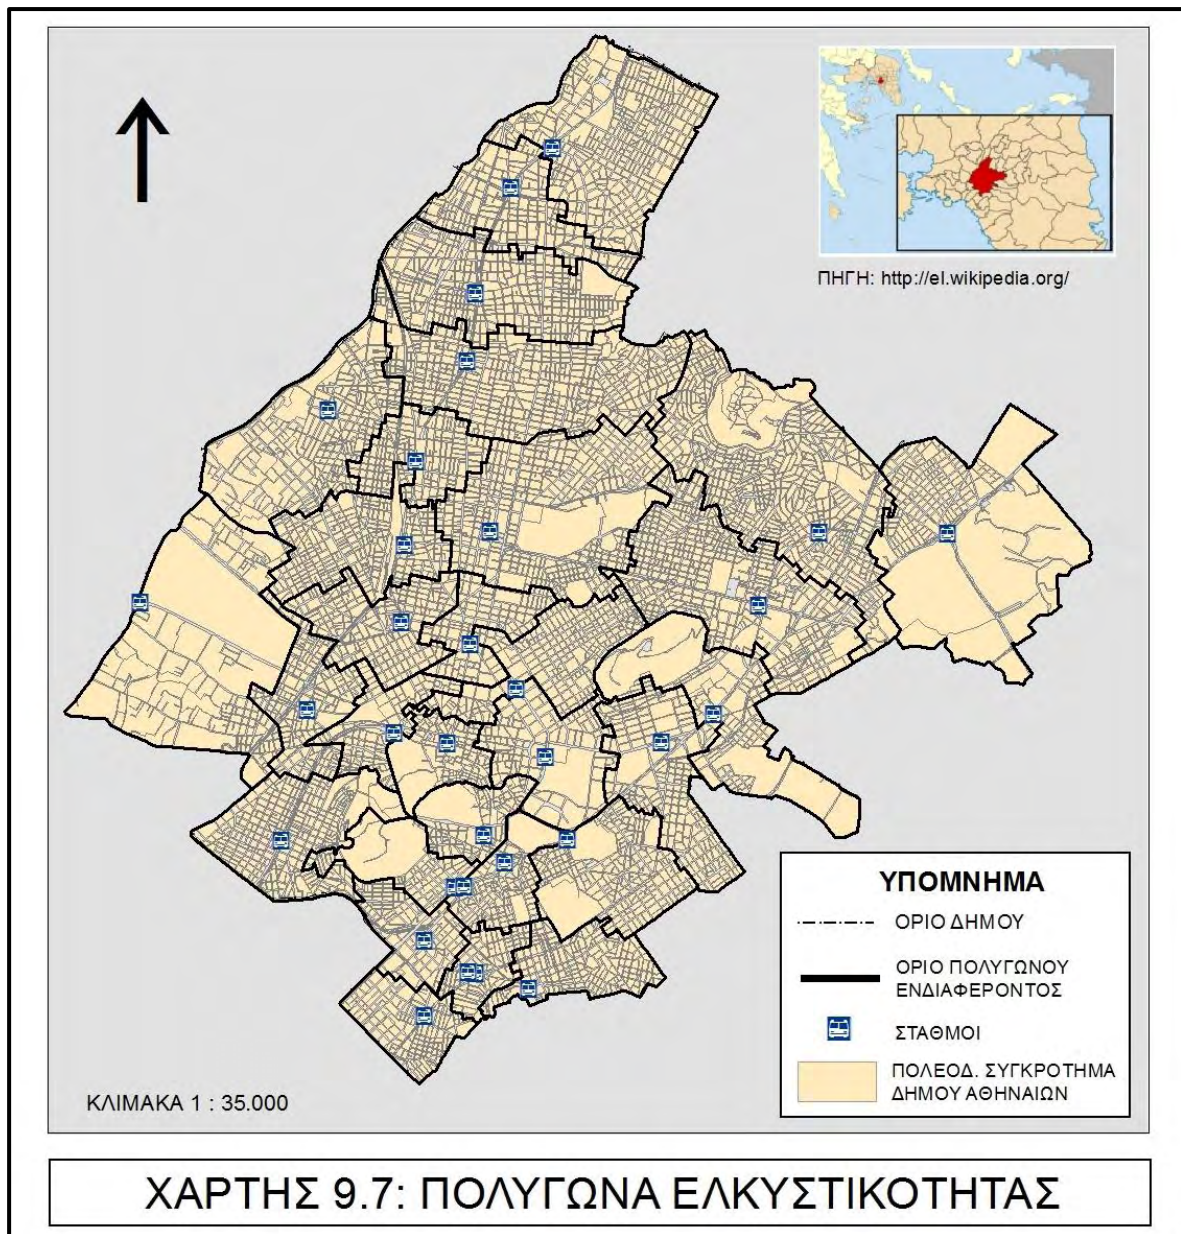 ΠΗΓΗ: http://el.wikipedia.org/
ΥΠΟΜΝΗΜΑ
ΟΡΙΟ ΔΗΜΟΥ
ΟΡΙΟ ΠΟΛΥΓΩΝΟΥ
ΕΝΔΙΑΦΕΡΟΝΤΟΣ
ΣΤΑΘΜΟΙ
ΠΟΛΕΟΔ. ΣΥΓΚΡΟΤΗΜΑ
ΔΗΜΟΥ ΑΘΗΝΑΙΩΝ
ΚΛΙΜΑΚΑ 1 : 35.000
ΧΑΡΤΗΣ 9.7: ΠΟΛΥΓΩΝΑ ΕΛΚΥΣΤΙΚΟΤΗΤΑΣ